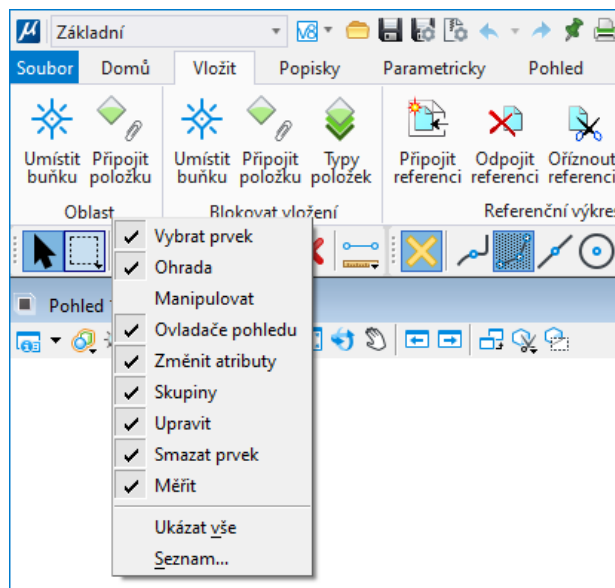 Základní
Soubor Domů Vložit Popisky Parametricky Pohled
Umístit buňku
Připojit položku
Umístit buňku
Připojit položku
Typy položek
Připojit referenci
Odpojit referenci
Oříznout referenci
Oblast
Blokovat vložení
Referenční výkres
Pohled
Vybrat prvek
Ohrada
Manipulovat
Ovladače pohledu
Změnit atributy
Skupiny
Upravit
Smazat prvek
Měřit
Ukázat vše
Seznam...